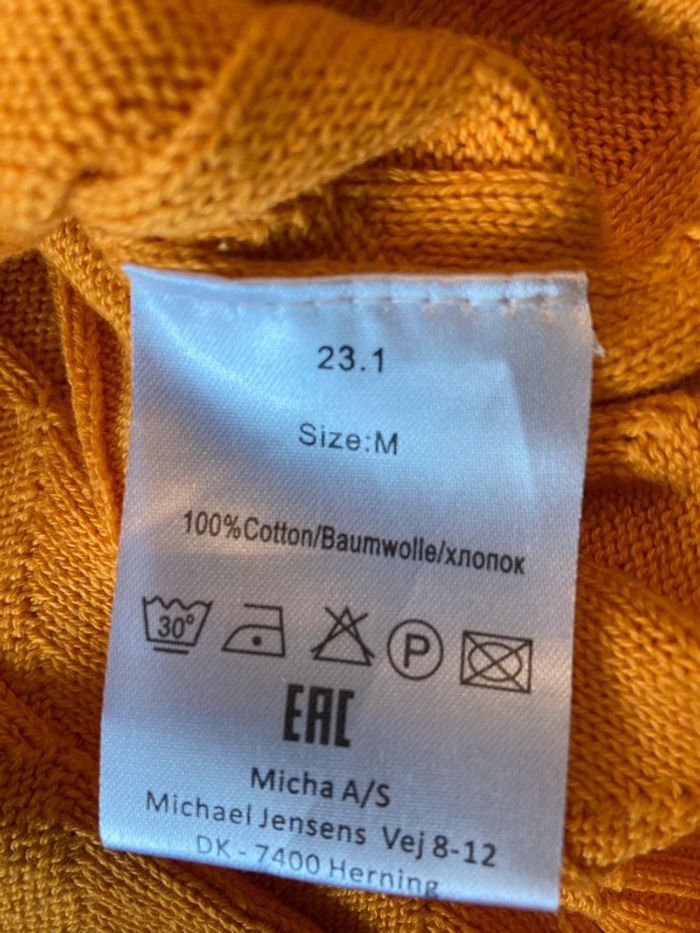 23.1
Size:M
100%Cotton/Baumwolle/хлопок
30° P
EAC
Micha A/S
Michael Jensens Vej 8-12
DK - 7400 Herning